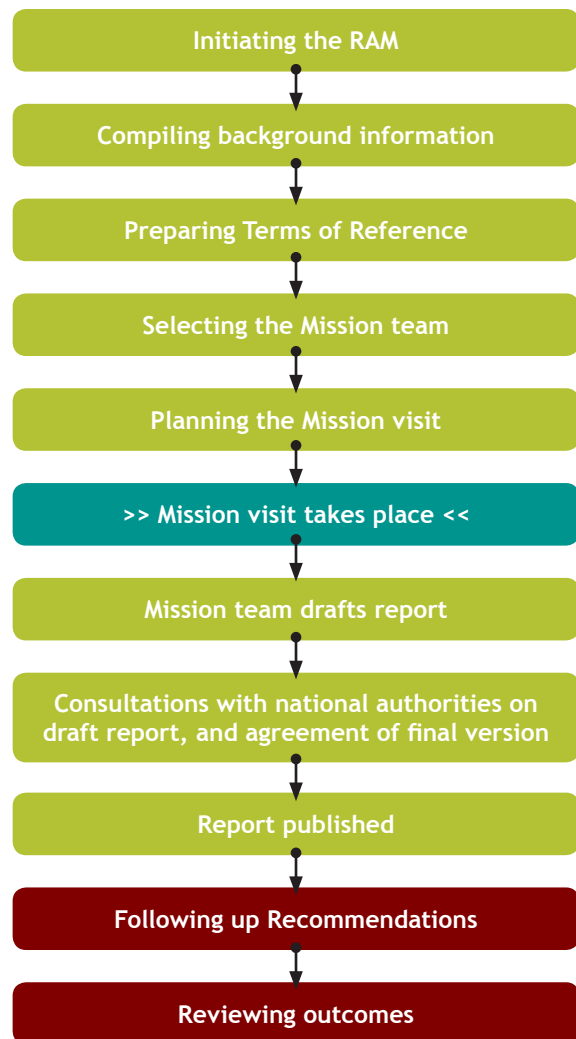 Initiating the RAM
Compiling background information
Preparing Terms of Reference
Selecting the Mission team
Planning the Mission visit
>> Mission visit takes place <<
Mission team drafts report
Consultations with national authorities on
draft report, and agreement of final version
Report published
Following up Recommendations
Reviewing outcomes